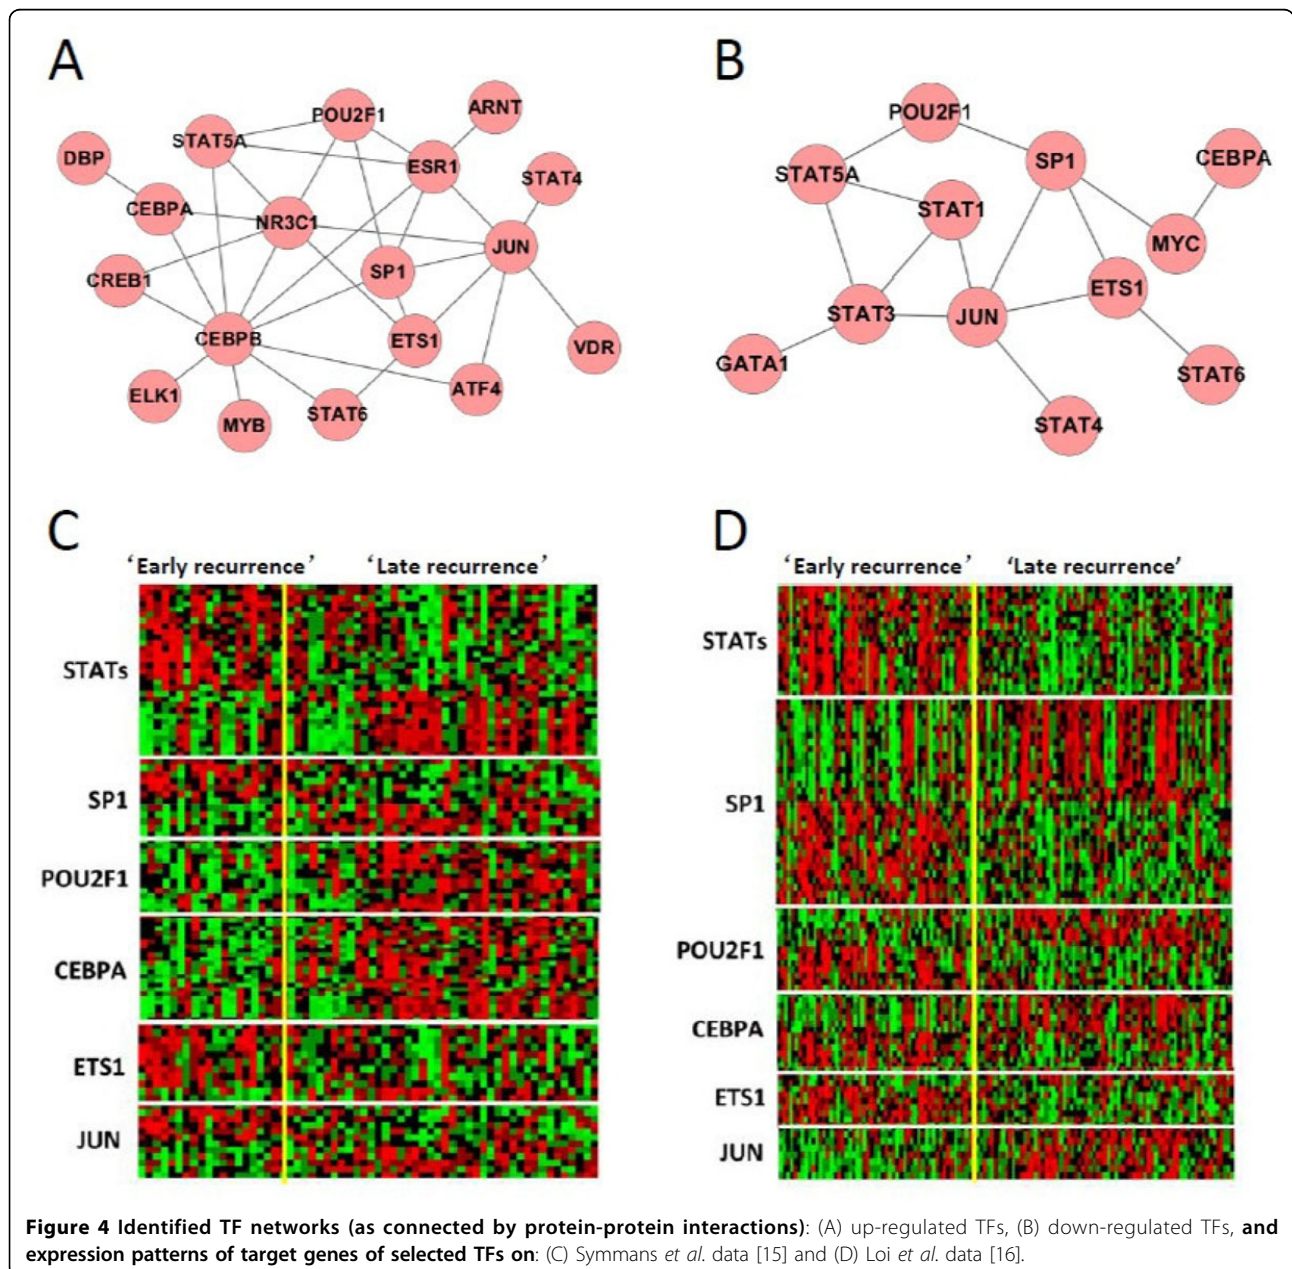 A
POU2F1
ARNT
STAT5A
DBP
ESR1
STAT4
CEBPA
NR3C1
JUN
CREB1
SP1
CEBPB
ETS1
VDR
ELK1
ATF4
MYB
STAT6
B
POU2F1
SP1
CEBPA
STAT5A
STAT1
MYC
ETS1
STAT3
JUN
GATA1
STAT6
STAT4
C
‘Early recurrence’ ‘Late recurrence’
STATs
SP1
POU2F1
CEBPA
ETS1
JUN
D
‘Early recurrence’ ‘Late recurrence’
STATs
SP1
POU2F1
CEBPA
ETS1
JUN
Figure 4 Identified TF networks (as connected by protein-protein interactions): (A) up-regulated TFs, (B) down-regulated TFs, and
expression patterns of target genes of selected TFs on: (C) Symmans et al. data [15] and (D) Loi et al. data [16].